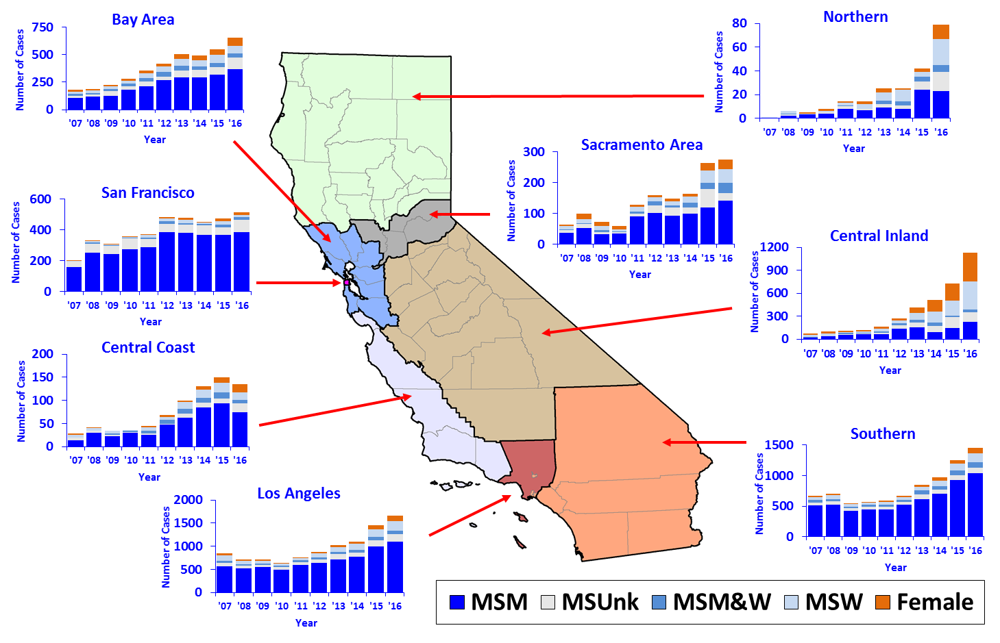 Bay Area
Number of Cases
750
500
250
0
'07 '08 '09 '10 '11 '12 '13 '14 '15 '16
Year
Northern
Number of Cases
80
60
40
20
0
'07 '08 '09 '10 '11 '12 '13 '14 '15 '16
Year
Sacramento Area
Number of Cases
300
200
100
0
'07 '08 '09 '10 '11 '12 '13 '14 '15 '16
Year
San Francisco
Number of Cases
600
400
200
0
'07 '08 '09 '10 '11 '12 '13 '14 '15 '16
Year
Central Inland
Number of Cases
1200
900
600
300
0
'07 '08 '09 '10 '11 '12 '13 '14 '15 '16
Year
Central Coast
Number of Cases
200
150
100
50
0
'07 '08 '09 '10 '11 '12 '13 '14 '15 '16
Year
Southern
Number of Cases
1500
1000
500
0
'07 '08 '09 '10 '11 '12 '13 '14 '15 '16
Year
Los Angeles
Number of Cases
2000
1500
1000
500
0
'07 '08 '09 '10 '11 '12 '13 '14 '15 '16
Year
MSM MSUnk MSM&W MSW Female